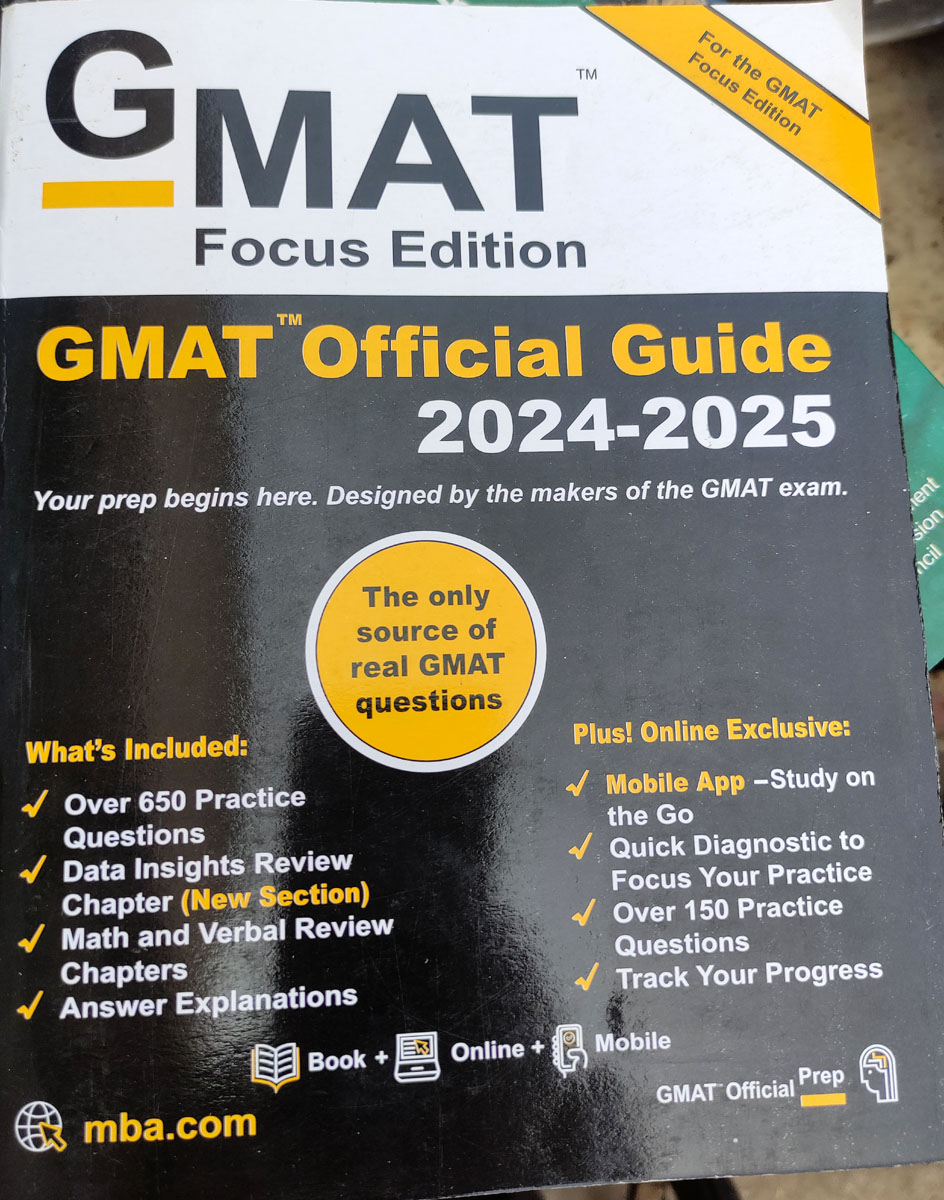 GMAT™
Focus Edition
For the GMAT
Focus Edition
GMAT™ Official Guide
2024-2025
Your prep begins here. Designed by the makers of the GMAT exam.
The only
source of
real GMAT
questions
What's Included:
✓ Over 650 Practice
Questions
✓ Data Insights Review
Chapter (New Section)
✓ Math and Verbal Review
Chapters
✓ Answer Explanations
Plus! Online Exclusive:
✓ Mobile App –Study on
the Go
✓ Quick Diagnostic to
Focus Your Practice
✓ Over 150 Practice
Questions
✓ Track Your Progress
Book + Online + Mobile
GMAT™ Official Prep
mba.com